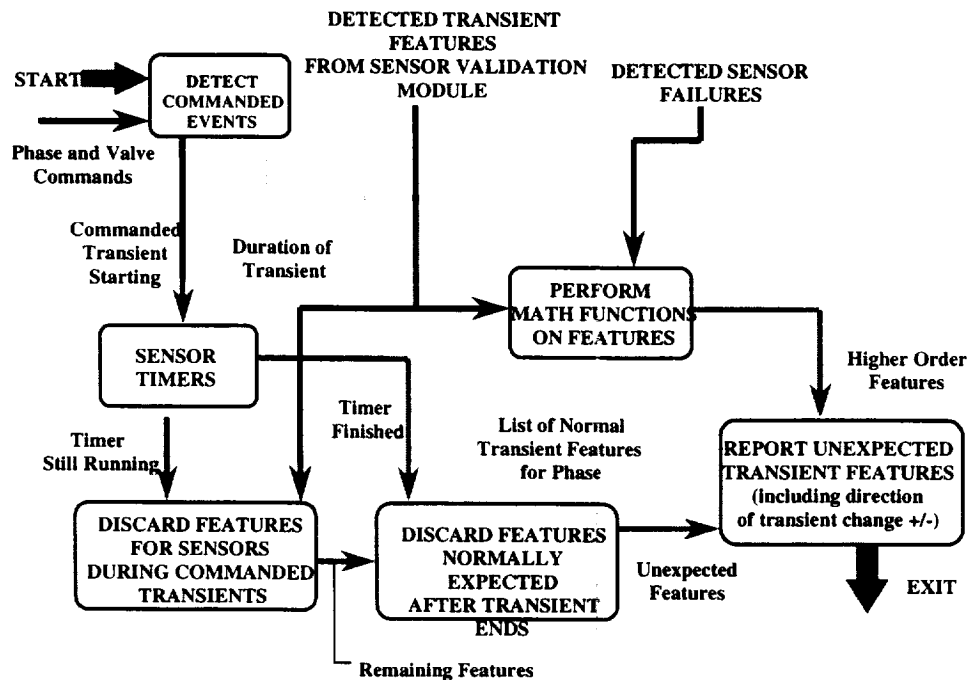 DETECTED TRANSIENT
FEATURES
FROM SENSOR VALIDATION
MODULE
START
DETECT
COMMANDED
EVENTS
DETECTED SENSOR
FAILURES
Phase and Valve
Commands
Commanded
Transient
Starting
Duration of
Transient
PERFORM
MATH FUNCTIONS
ON FEATURES
SENSOR
TIMERS
Higher Order
Features
Timer
Finished
List of Normal
Transient Features
for Phase
Timer
Still Running
REPORT UNEXPECTED
TRANSIENT FEATURES
(including direction
of transient change +/-)
DISCARD FEATURES
FOR SENSORS
DURING COMMANDED
TRANSIENTS
DISCARD FEATURES
NORMALLY
EXPECTED
AFTER TRANSIENT
ENDS
Unexpected
Features
EXIT
Remaining Features